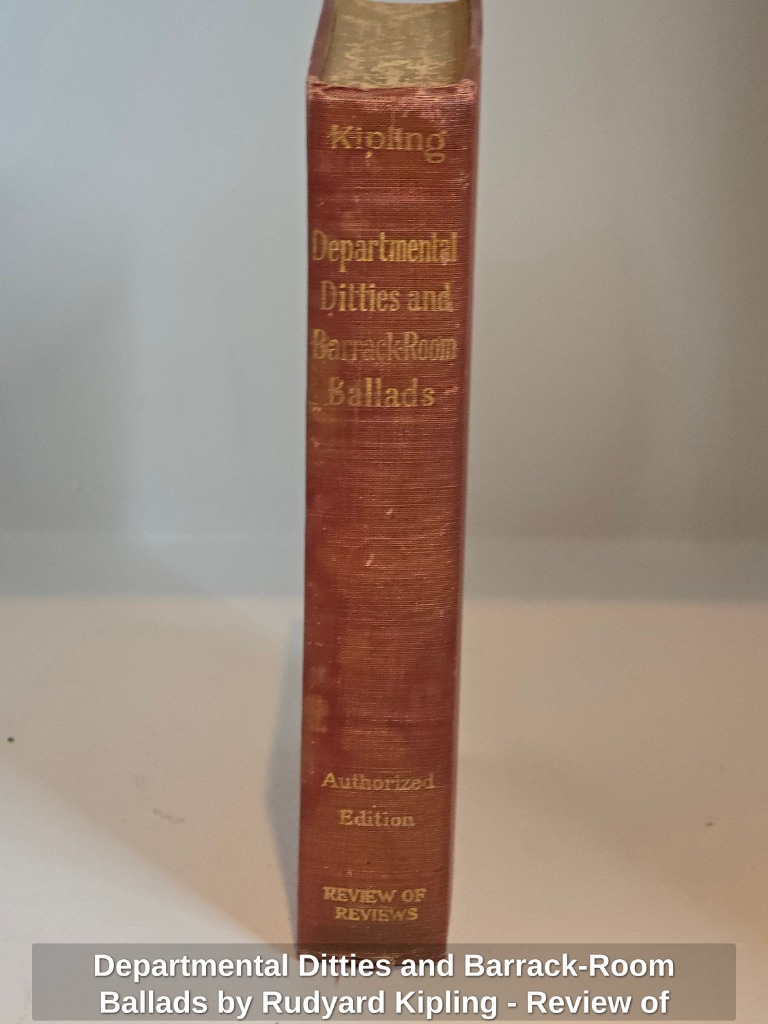 Kipling
Departmental
Ditties and
Barrack-Room
Ballads
Authorized
Edition
REVIEW OF
REVIEWS
Departmental Ditties and Barrack-Room
Ballads by Rudyard Kipling - Review of